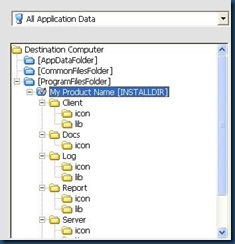 All Application Data
Destination Computer
[AppDataFolder]
[CommonFilesFolder]
[ProgramFilesFolder]
My Product Name [INSTALLDIR]
Client
icon
lib
Docs
icon
Log
icon
lib
Report
icon
lib
Server
icon